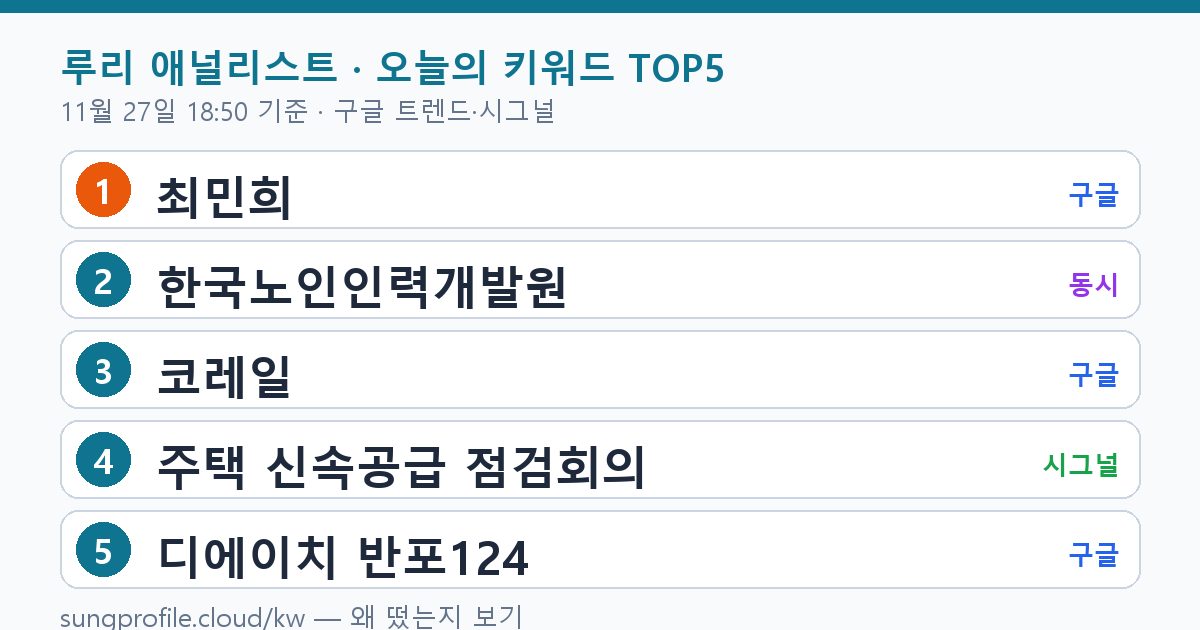 루리 애널리스트 · 오늘의 키워드 TOP5
11월 27일 18:50 기준 · 구글 트렌드·시그널
1 최민희 구글
2 한국노인인력개발원 동시
3 코레일 구글
4 주택 신속공급 점검회의 시그널
5 디에이치 반포124 구글
sungprofile.cloud/kw — 왜 떴는지 보기